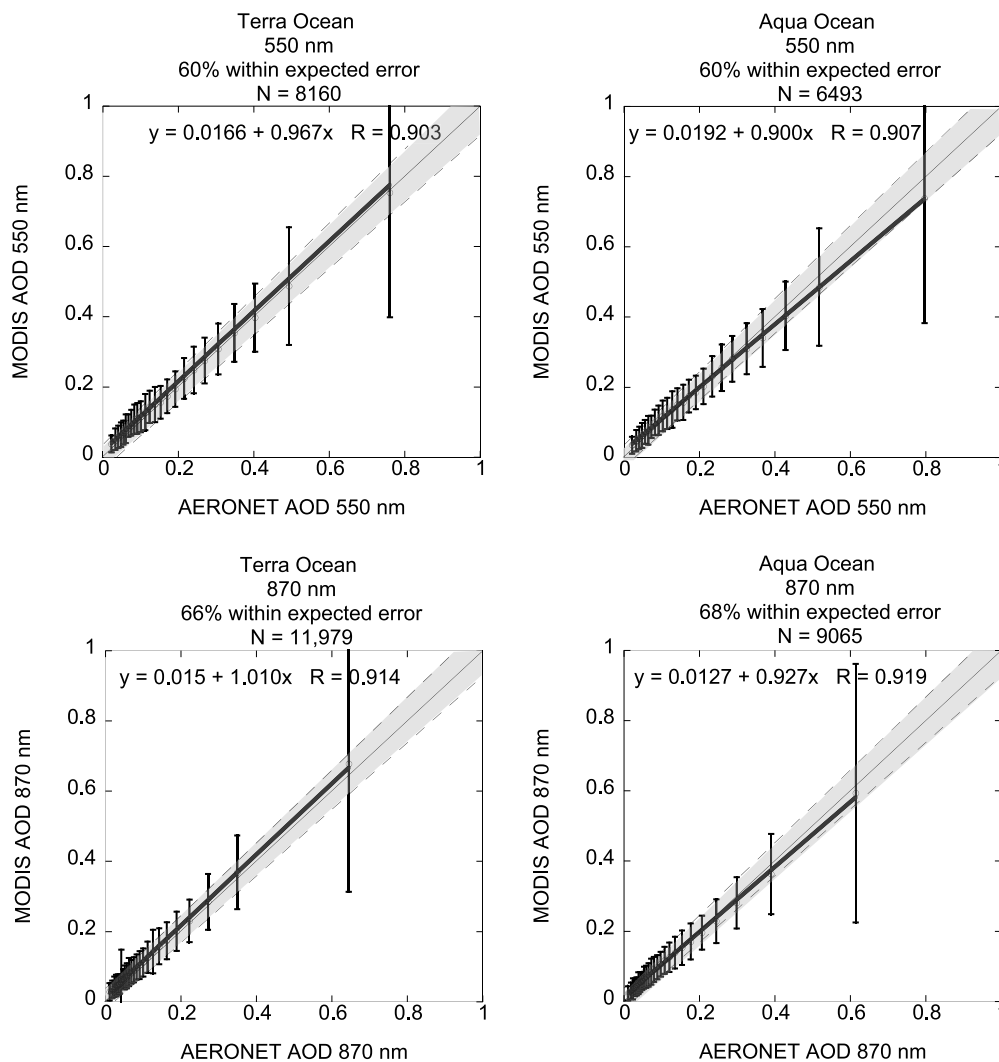 Terra Ocean
550 nm
60% within expected error
N = 8160
y = 0.0166 + 0.967x R = 0.903
1
0.8
0.6
0.4
0.2
0
0
0.2
0.4
0.6
0.8
1
MODIS AOD 550 nm
AERONET AOD 550 nm
Aqua Ocean
550 nm
60% within expected error
N = 6493
y = 0.0192 + 0.900x R = 0.907
1
0.8
0.6
0.4
0.2
0
0
0.2
0.4
0.6
0.8
1
MODIS AOD 550 nm
AERONET AOD 550 nm
Terra Ocean
870 nm
66% within expected error
N = 11,979
y = 0.015 + 1.010x R = 0.914
1
0.8
0.6
0.4
0.2
0
0
0.2
0.4
0.6
0.8
1
MODIS AOD 870 nm
AERONET AOD 870 nm
Aqua Ocean
870 nm
68% within expected error
N = 9065
y = 0.0127 + 0.927x R = 0.919
1
0.8
0.6
0.4
0.2
0
0
0.2
0.4
0.6
0.8
1
MODIS AOD 870 nm
AERONET AOD 870 nm